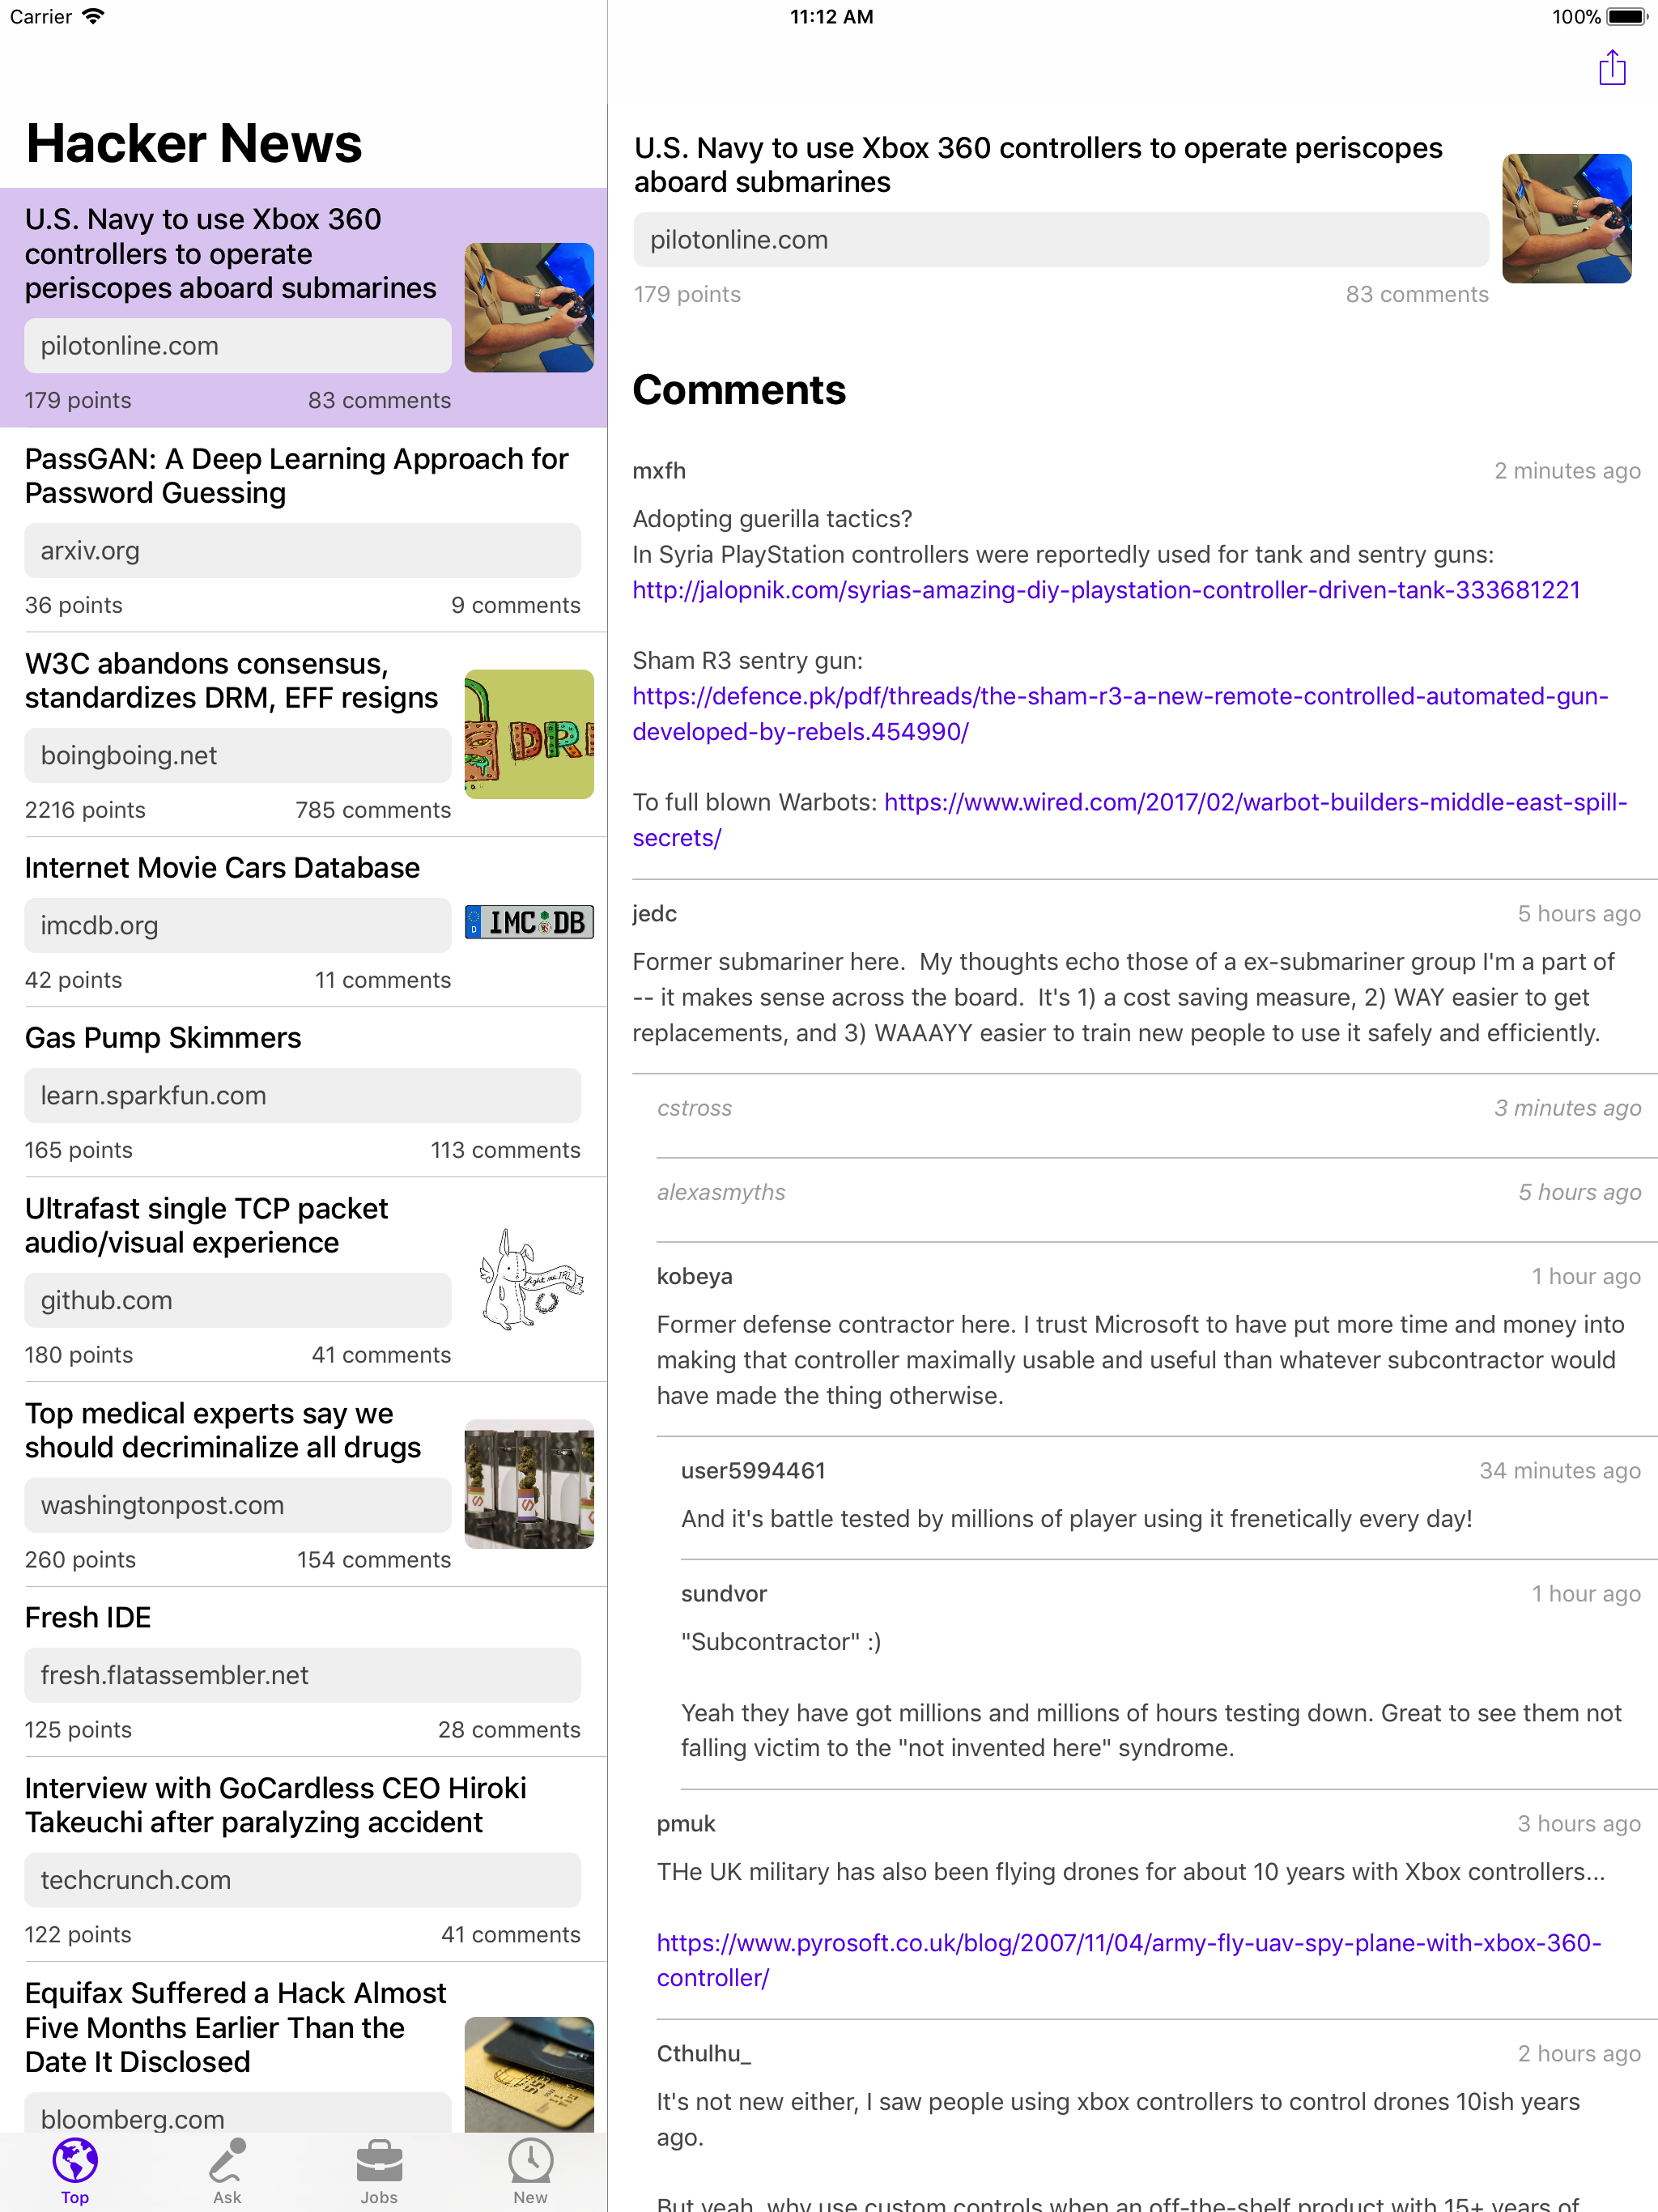 Carrier
11:12 AM
100%
Hacker News
U.S. Navy to use Xbox 360
controllers to operate
periscopes aboard submarines
pilotonline.com
179 points
83 comments
PassGAN: A Deep Learning Approach for
Password Guessing
arxiv.org
36 points
9 comments
W3C abandons consensus,
standardizes DRM, EFF resigns
boingboing.net
2216 points
785 comments
Internet Movie Cars Database
imcdb.org
IMC DB
D
42 points
11 comments
Gas Pump Skimmers
learn.sparkfun.com
165 points
113 comments
Ultrafast single TCP packet
audio/visual experience
github.com
fight me IRL
180 points
41 comments
Top medical experts say we
should decriminalize all drugs
washingtonpost.com
260 points
154 comments
Fresh IDE
fresh.flatassembler.net
125 points
28 comments
Interview with GoCardless CEO Hiroki
Takeuchi after paralyzing accident
techcrunch.com
122 points
41 comments
Equifax Suffered a Hack Almost
Five Months Earlier Than the
Date It Disclosed
bloomberg.com
Top
Ask
Jobs
New
U.S. Navy to use Xbox 360 controllers to operate periscopes
aboard submarines
pilotonline.com
179 points
83 comments
Comments
mxfh
2 minutes ago
Adopting guerilla tactics?
In Syria PlayStation controllers were reportedly used for tank and sentry guns:
http://jalopnik.com/syrias-amazing-diy-playstation-controller-driven-tank-333681221
Sham R3 sentry gun:
https://defence.pk/pdf/threads/the-sham-r3-a-new-remote-controlled-automated-gun-
developed-by-rebels.454990/
To full blown Warbots: https://www.wired.com/2017/02/warbot-builders-middle-east-spill-
secrets/
jedc
5 hours ago
Former submariner here.  My thoughts echo those of a ex-submariner group I'm a part of
-- it makes sense across the board.  It's 1) a cost saving measure, 2) WAY easier to get
replacements, and 3) WAAAYY easier to train new people to use it safely and efficiently.
cstross
3 minutes ago
alexasmyths
5 hours ago
kobeya
1 hour ago
Former defense contractor here. I trust Microsoft to have put more time and money into
making that controller maximally usable and useful than whatever subcontractor would
have made the thing otherwise.
user5994461
34 minutes ago
And it's battle tested by millions of player using it frenetically every day!
sundvor
1 hour ago
"Subcontractor" :)
Yeah they have got millions and millions of hours testing down. Great to see them not
falling victim to the "not invented here" syndrome.
pmuk
3 hours ago
THe UK military has also been flying drones for about 10 years with Xbox controllers...
https://www.pyrosoft.co.uk/blog/2007/11/04/army-fly-uav-spy-plane-with-xbox-360-
controller/
Cthulhu_
2 hours ago
It's not new either, I saw people using xbox controllers to control drones 10ish years
ago.
But yeah, why use custom controls when an off-the-shelf product with 15+ years of